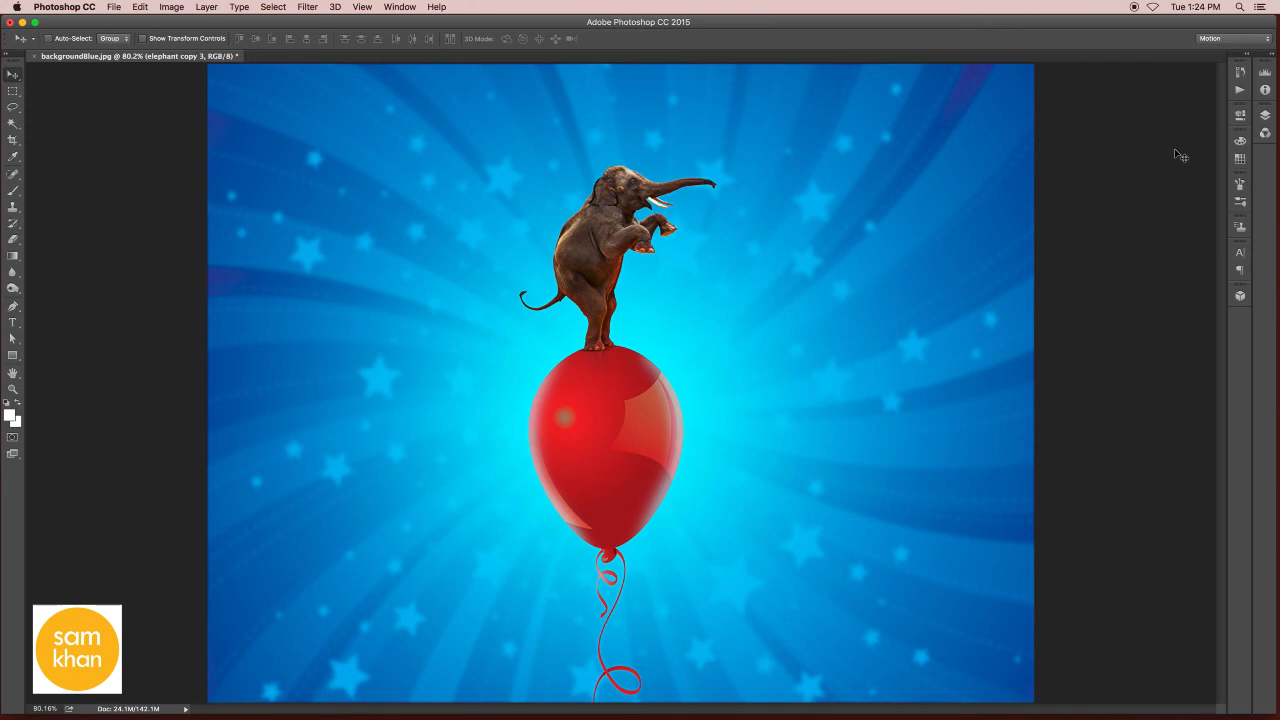 Photoshop CC File Edit Image Layer Type Select Filter 3D View Window Help Tue 1:24 PM
Adobe Photoshop CC 2015
Auto-Select: Group Show Transform Controls 3D Mode: Motion
backgroundBlue.jpg @ 80.2% (elephant copy 3, RGB/8) *
sam
khan
80.16% Doc: 24.1M/142.1M